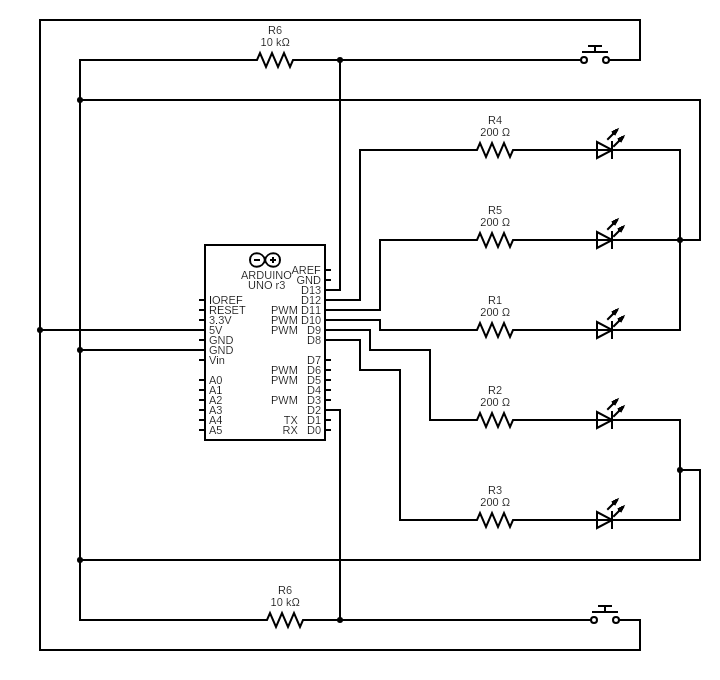 R6
10 kΩ
R4
200 Ω
R5
200 Ω
ARDUINO
UNO r3
AREF
GND
D13
IOREF D12
RESET PWM D11
3.3V PWM D10
5V PWM D9
GND D8
GND
Vin D7
PWM D6
A0 PWM D5
A1 D4
A2 PWM D3
A3 D2
A4 TX D1
A5 RX D0
R1
200 Ω
R2
200 Ω
R3
200 Ω
R6
10 kΩ